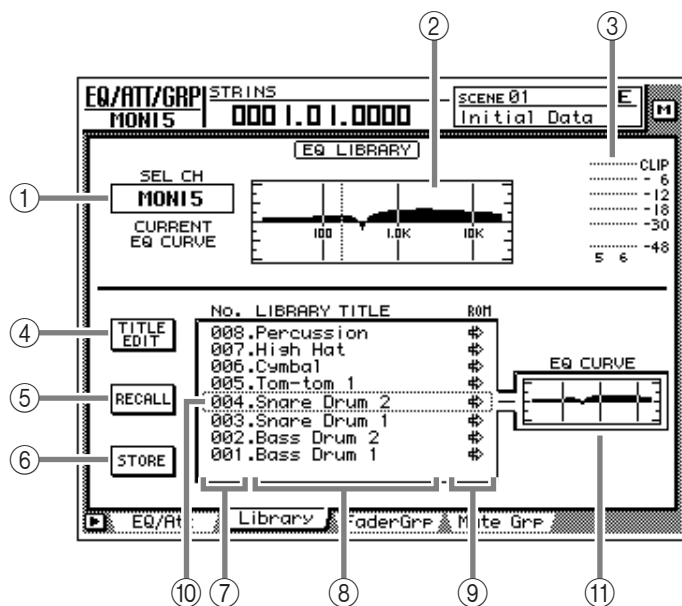 ② ③
EQ/ATT/GRP STRINS SCENE 01 E
MONI5 0001.01.0000 Initial Data M
EQ LIBRARY
① SEL CH
MONI5
CURRENT
EQ CURVE
100 1.0K 10K
CLIP
- 6
-12
-18
-30
-48
5 6
No. LIBRARY TITLE ROM
④ TITLE
EDIT
008.Percussion
007.High Hat
006.Cymbal
005.Tom-tom 1
⑤ RECALL
004.Snare Drum 2
003.Snare Drum 1
002.Bass Drum 2
001.Bass Drum 1
⑥ STORE
EQ CURVE
EQ/Att Library FaderGrp Mute Grp
⑩ ⑦ ⑧ ⑨ ⑪